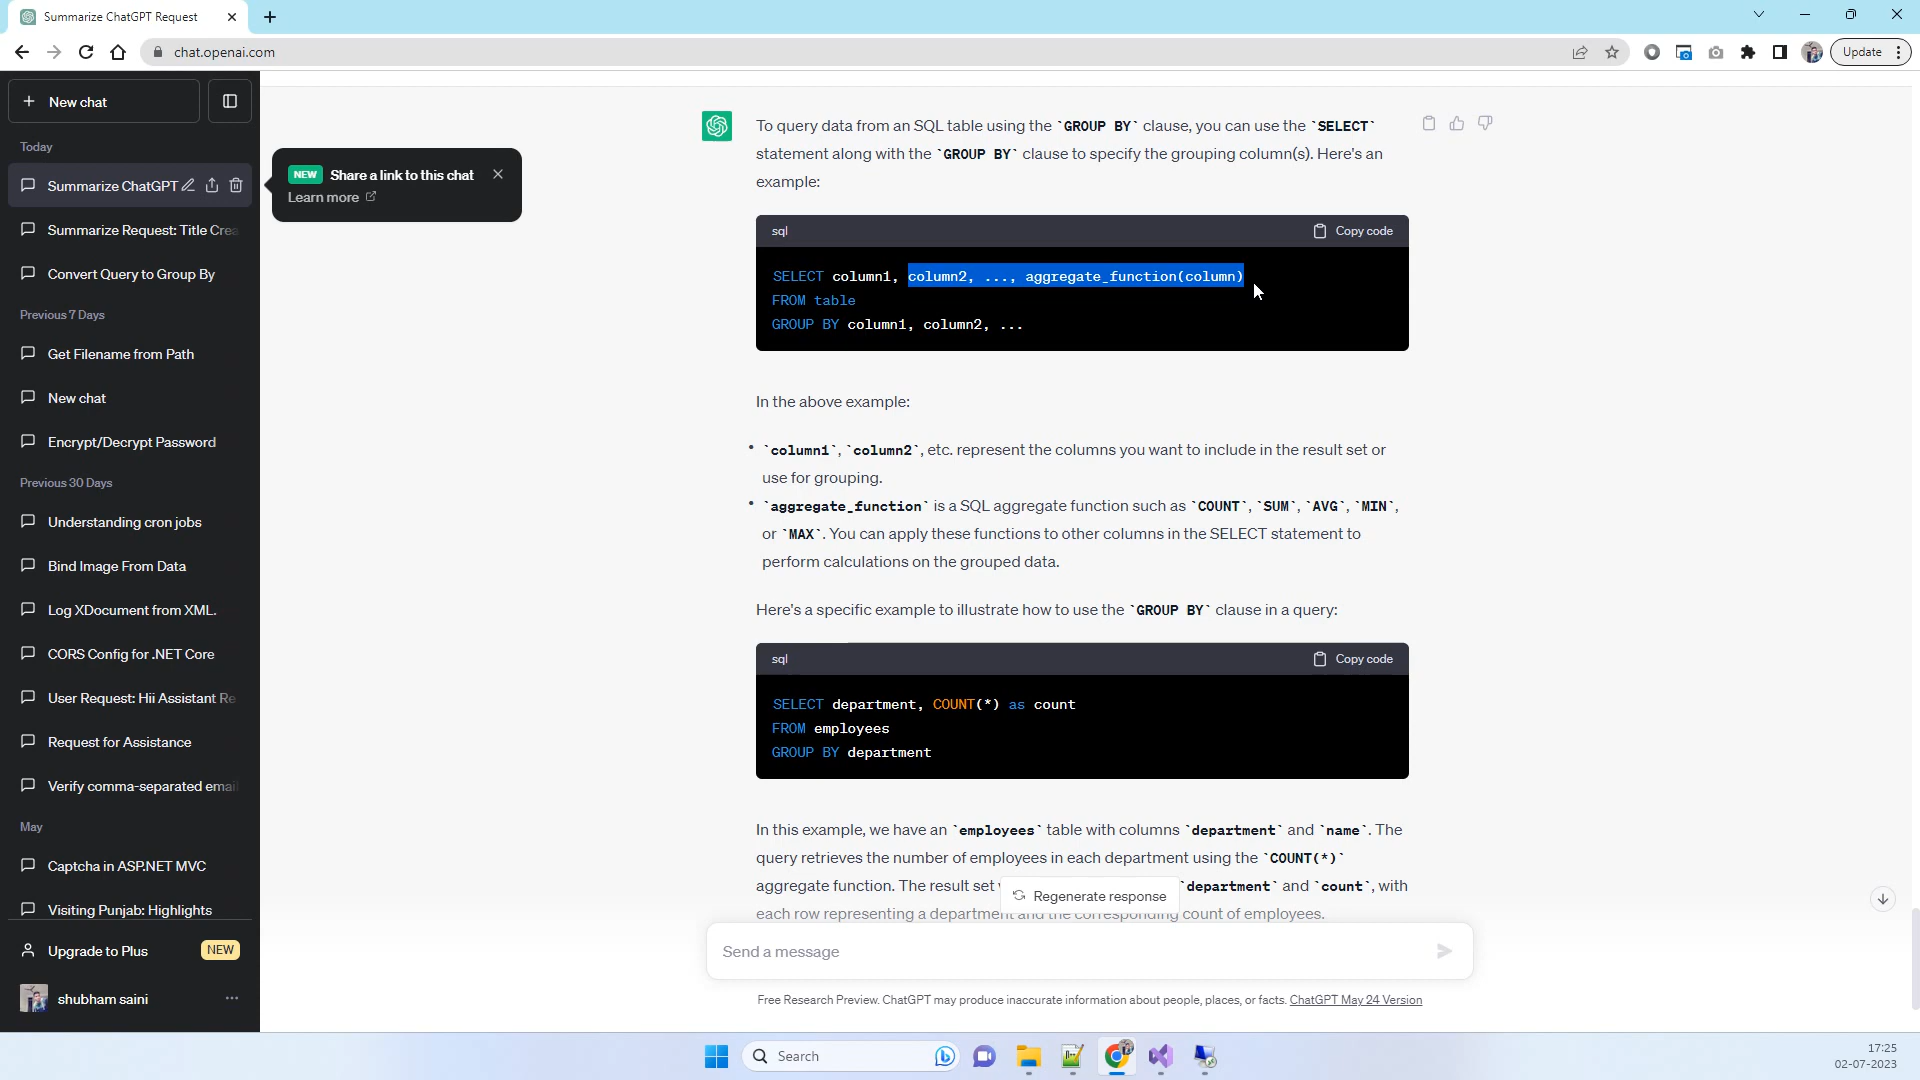 Summarize ChatGPT Request
chat.openai.com
Update
New chat
Today
Summarize ChatGPT
Summarize Request: Title Crea
Convert Query to Group By
Previous 7 Days
Get Filename from Path
New chat
Encrypt/Decrypt Password
Previous 30 Days
Understanding cron jobs
Bind Image From Data
Log XDocument from XML.
CORS Config for .NET Core
User Request: Hii Assistant Re
Request for Assistance
Verify comma-separated email
May
Captcha in ASP.NET MVC
Visiting Punjab: Highlights
Upgrade to Plus NEW
shubham saini
NEW Share a link to this chat
Learn more
To query data from an SQL table using the `GROUP BY` clause, you can use the `SELECT`
statement along with the `GROUP BY` clause to specify the grouping column(s). Here's an
example:
sql Copy code
SELECT column1, column2, ..., aggregate_function(column)
FROM table
GROUP BY column1, column2, ...
In the above example:
• `column1`, `column2`, etc. represent the columns you want to include in the result set or
use for grouping.
• `aggregate_function` is a SQL aggregate function such as `COUNT`, `SUM`, `AVG`, `MIN`,
or `MAX`. You can apply these functions to other columns in the SELECT statement to
perform calculations on the grouped data.
Here's a specific example to illustrate how to use the `GROUP BY` clause in a query:
sql Copy code
SELECT department, COUNT(*) as count
FROM employees
GROUP BY department
In this example, we have an `employees` table with columns `department` and `name`. The
query retrieves the number of employees in each department using the `COUNT(*)`
aggregate function. The result set `department` and `count`, with
Regenerate response
each row representing a department and the corresponding count of employees.
Send a message
Free Research Preview. ChatGPT may produce inaccurate information about people, places, or facts. ChatGPT May 24 Version
Search
17:25
02-07-2023